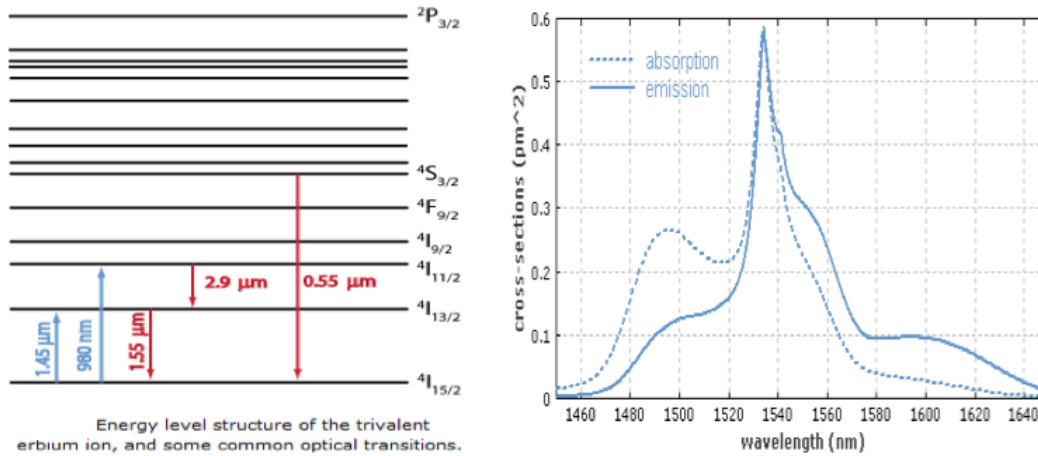 ²P₃/₂
⁴S₃/₂
⁴F₉/₂
⁴I₉/₂
⁴I₁₁/₂
⁴I₁₃/₂
⁴I₁₅/₂
1.45 μm
980 nm
1.55 μm
2.9 μm
0.55 μm
Energy level structure of the trivalent
erbium ion, and some common optical transitions.
0.6
0.5
0.4
0.3
0.2
0.1
0
cross-sections (pm^2)
absorption
emission
1460 1480 1500 1520 1540 1560 1580 1600 1620 1640
wavelength (nm)